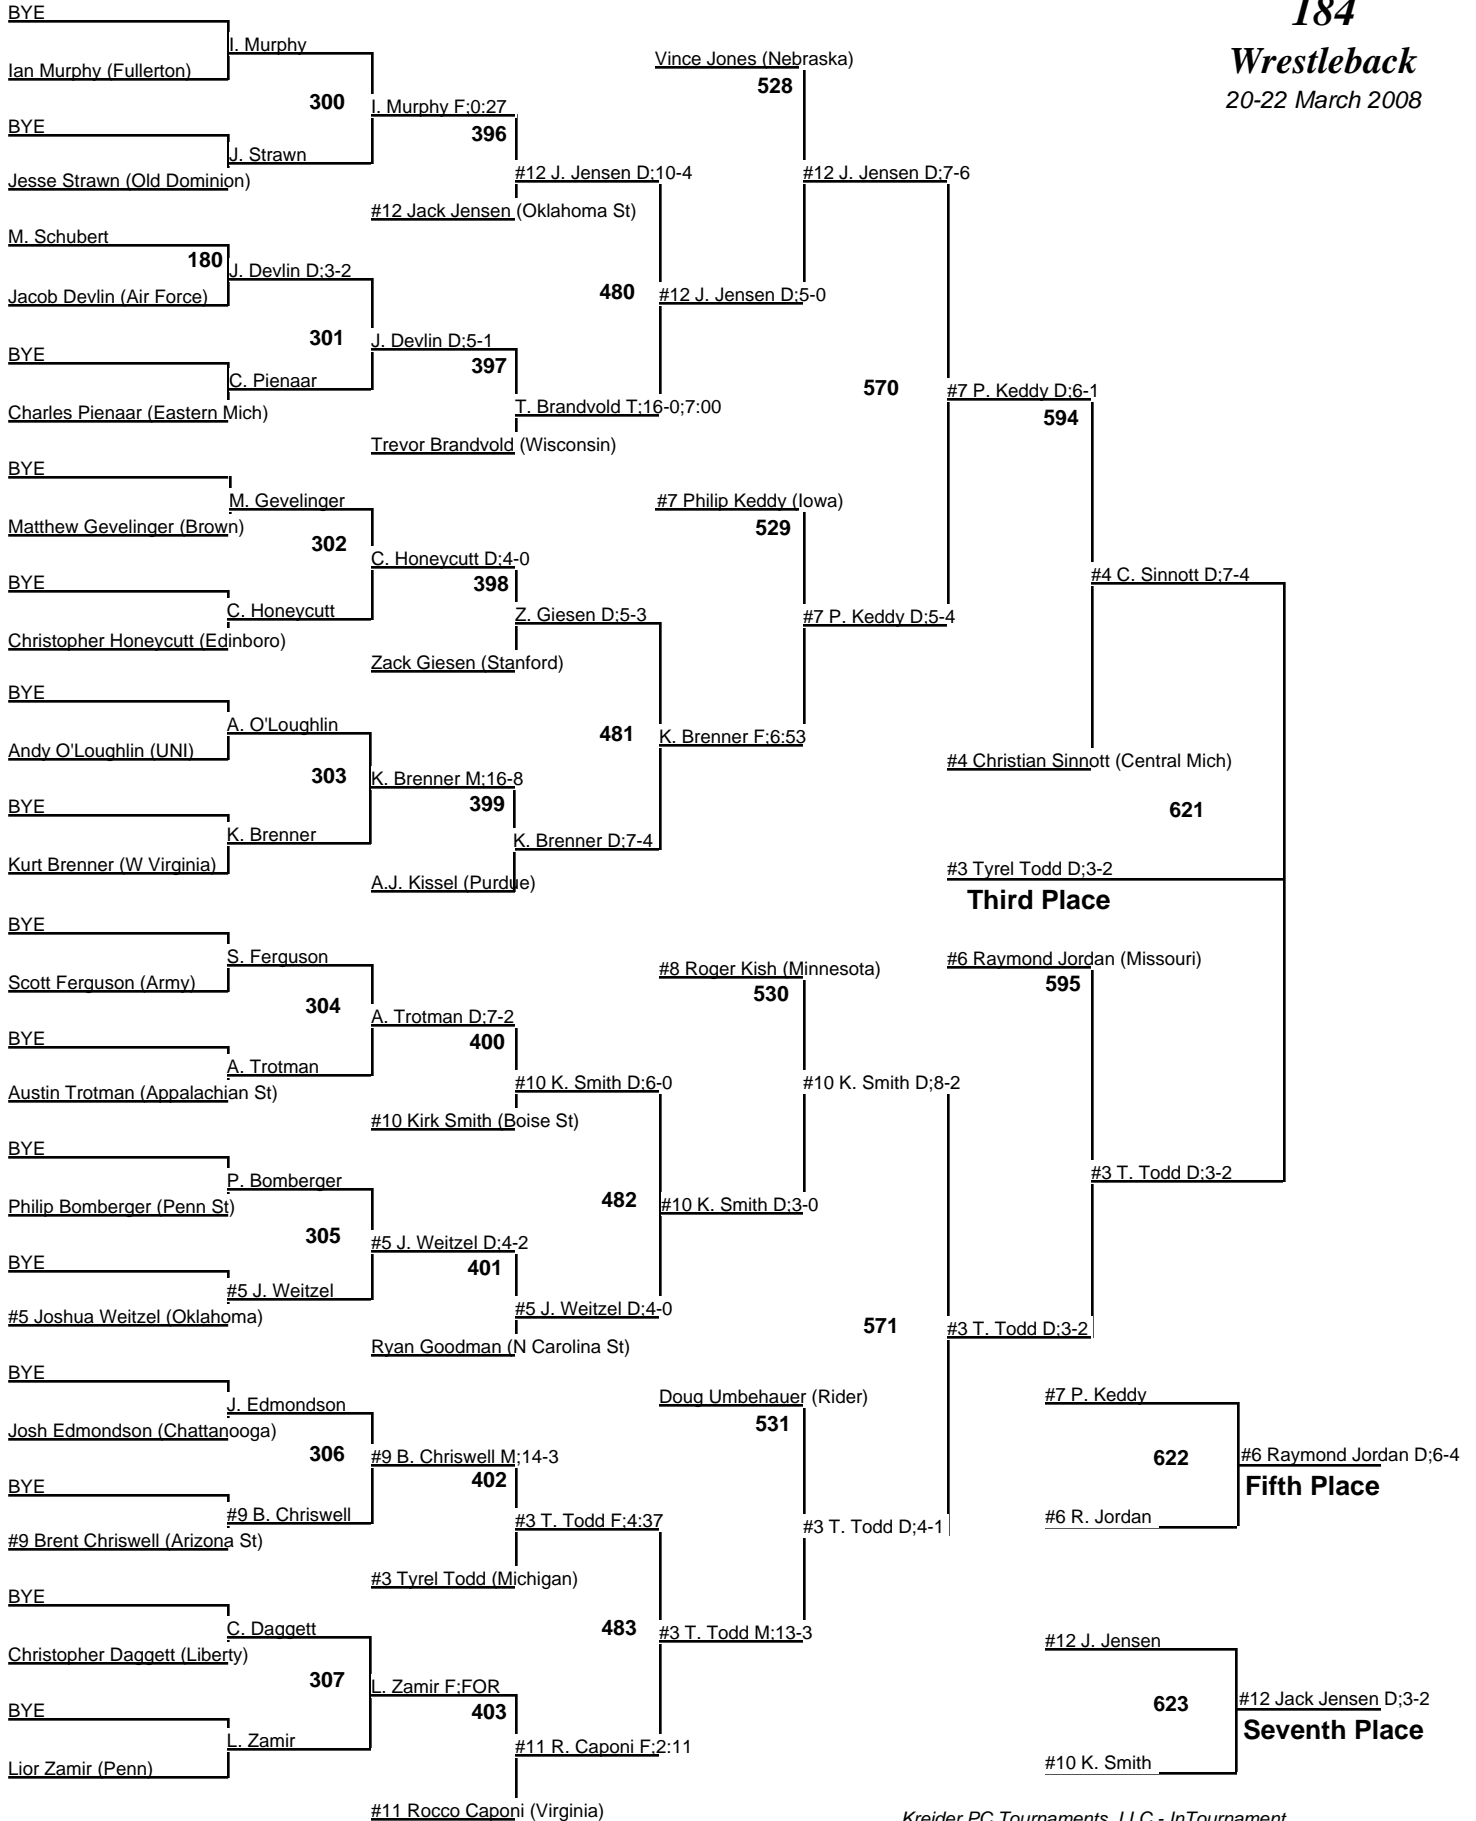 184
Wrestleback
20-22 March 2008
BYE
I. Murphy
Ian Murphy (Fullerton)
300
I. Murphy F;0:27
396
BYE
J. Strawn
Jesse Strawn (Old Dominion)
#12 J. Jensen D;10-4
#12 Jack Jensen (Oklahoma St)
M. Schubert
180
J. Devlin D;3-2
Jacob Devlin (Air Force)
301
J. Devlin D;5-1
397
BYE
C. Pienaar
Charles Pienaar (Eastern Mich)
T. Brandvold T;16-0;7:00
Trevor Brandvold (Wisconsin)
480
#12 J. Jensen D;5-0
Vince Jones (Nebraska)
528
#12 J. Jensen D;7-6
BYE
M. Gevelinger
Matthew Gevelinger (Brown)
302
C. Honeycutt D;4-0
398
BYE
C. Honeycutt
Christopher Honeycutt (Edinboro)
Z. Giesen D;5-3
Zack Giesen (Stanford)
BYE
A. O'Loughlin
Andy O'Loughlin (UNI)
303
K. Brenner M;16-8
399
BYE
K. Brenner
Kurt Brenner (W Virginia)
K. Brenner D;7-4
A.J. Kissel (Purdue)
481
K. Brenner F;6:53
#7 Philip Keddy (Iowa)
529
#7 P. Keddy D;5-4
570
#7 P. Keddy D;6-1
594
#4 C. Sinnott D;7-4
#4 Christian Sinnott (Central Mich)
621
#3 Tyrel Todd D;3-2
Third Place
BYE
S. Ferguson
Scott Ferguson (Army)
304
A. Trotman D;7-2
400
BYE
A. Trotman
Austin Trotman (Appalachian St)
#10 K. Smith D;6-0
#10 Kirk Smith (Boise St)
BYE
P. Bomberger
Philip Bomberger (Penn St)
305
#5 J. Weitzel D;4-2
401
BYE
#5 J. Weitzel
#5 Joshua Weitzel (Oklahoma)
#5 J. Weitzel D;4-0
Ryan Goodman (N Carolina St)
482
#10 K. Smith D;3-0
#8 Roger Kish (Minnesota)
530
#10 K. Smith D;8-2
#6 Raymond Jordan (Missouri)
595
#3 T. Todd D;3-2
BYE
J. Edmondson
Josh Edmondson (Chattanooga)
306
#9 B. Chriswell M;14-3
402
BYE
#9 B. Chriswell
#9 Brent Chriswell (Arizona St)
#3 T. Todd F;4:37
#3 Tyrel Todd (Michigan)
BYE
C. Daggett
Christopher Daggett (Liberty)
307
L. Zamir F;FOR
403
BYE
L. Zamir
Lior Zamir (Penn)
#11 R. Caponi F;2:11
#11 Rocco Caponi (Virginia)
483
#3 T. Todd M;13-3
Doug Umbehauer (Rider)
531
#3 T. Todd D;4-1
571
#3 T. Todd D;3-2
#7 P. Keddy
622
#6 Raymond Jordan D;6-4
Fifth Place
#6 R. Jordan
#12 J. Jensen
623
#12 Jack Jensen D;3-2
Seventh Place
#10 K. Smith
Kreider PC Tournaments, LLC - InTournament